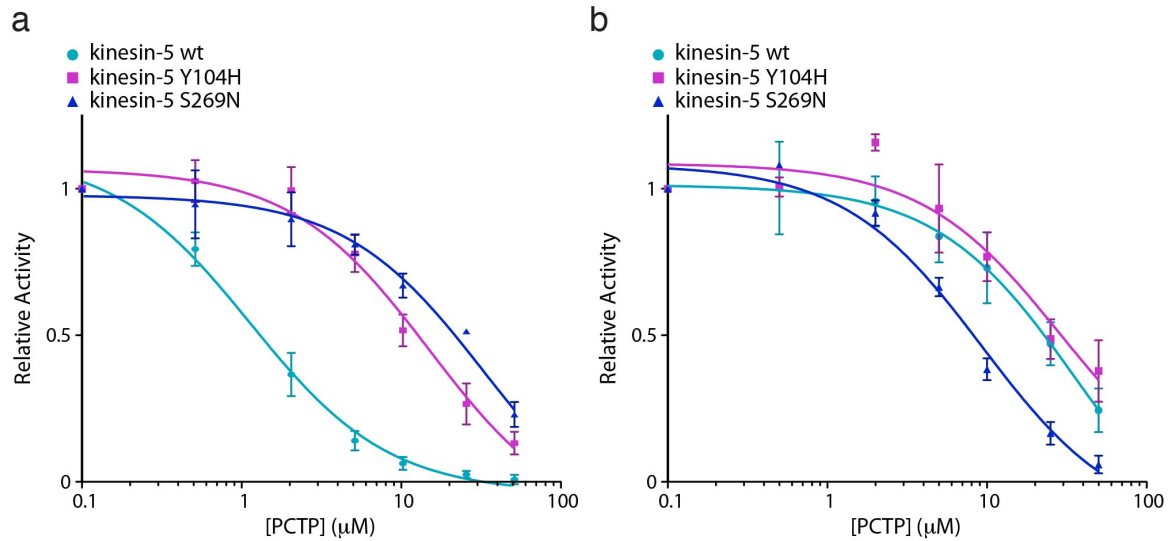 a
kinesin-5 wt
kinesin-5 Y104H
kinesin-5 S269N
1
0.5
0
Relative Activity
0.1
1
10
100
[PCTP] (μM)
b
kinesin-5 wt
kinesin-5 Y104H
kinesin-5 S269N
1
0.5
0
Relative Activity
0.1
1
10
100
[PCTP] (μM)